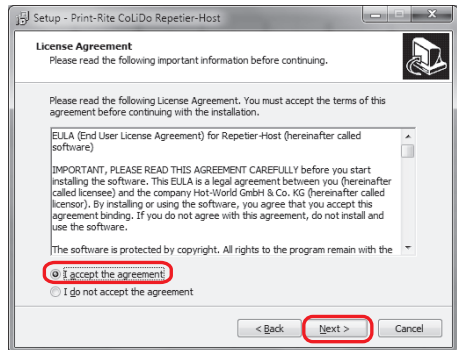 Setup - Print-Rite CoLiDo Repetier-Host
License Agreement
Please read the following important information before continuing.
Please read the following License Agreement. You must accept the terms of this
agreement before continuing with the installation.
EULA (End User License Agreement) for Repetier-Host (hereinafter called
software)
IMPORTANT, PLEASE READ THIS AGREEMENT CAREFULLY before you start
installing the software. This EULA is a legal agreement between you (hereinafter
called licensee) and the company Hot-World GmbH & Co. KG (hereinafter called
licensor). By installing or using the software, you agree that you accept this
agreement binding. If you do not agree with this agreement, do not install and
use the software.
The software is protected by copyright. All rights to the program remain with the
I accept the agreement
I do not accept the agreement
< Back Next > Cancel